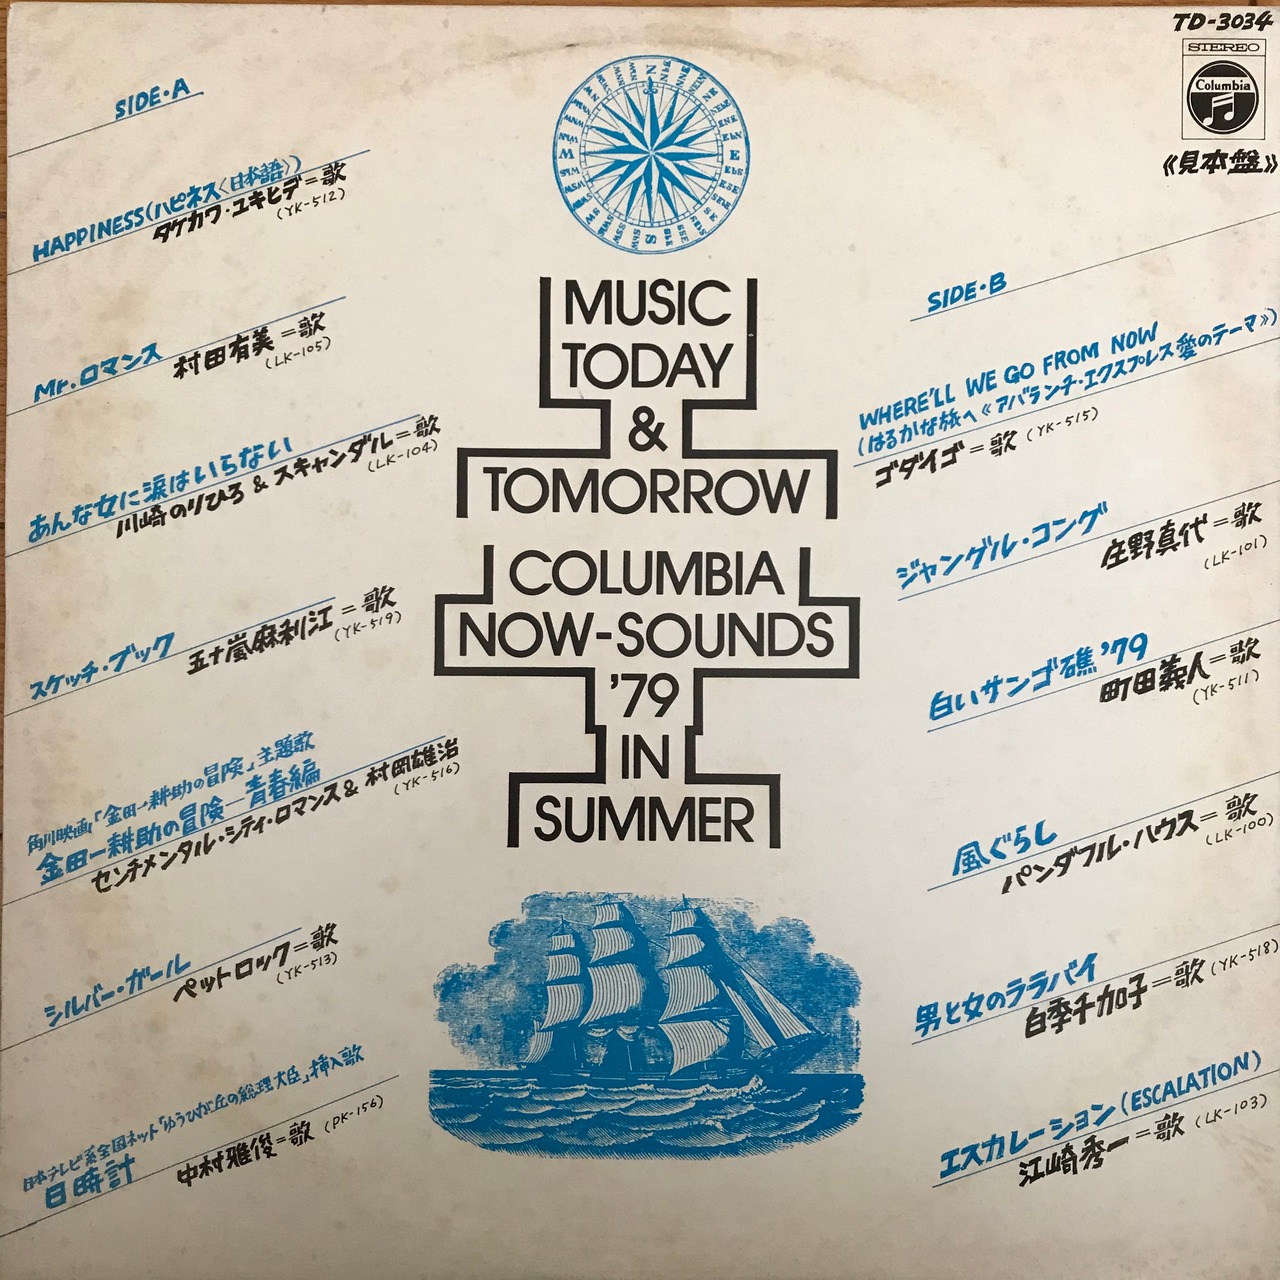 TD-3034
STEREO
Columbia
《見本盤》
SIDE・A
HAPPINESS(ハピネス〈日本語〉)
タケカワ・ユキヒデ=歌
(YK-512)
Mr.ロマンス
村田有美=歌
(LK-105)
あんな女に涙はいらない
川崎のりひろ & スキャンダル=歌
(LK-104)
スケッチ・ブック
五十嵐麻利江=歌
(YK-519)
角川映画「金田一耕助の冒険」主題歌
金田一耕助の冒険—青春編
センチメンタル・シティ・ロマンス & 村岡雄治
(YK-516)
シルバー・ガール
ペットロック=歌
(YK-513)
日本テレビ系全国ネット「ゆうひが丘の総理大臣」挿入歌
日時計
中村雅俊=歌 (PK-156)
MUSIC
TODAY
&
TOMORROW
COLUMBIA
NOW-SOUNDS
'79
IN
SUMMER
SIDE・B
WHERE'LL WE GO FROM NOW
(はるかな旅へ《アバランチ・エクスプレス愛のテーマ》)
ゴダイゴ=歌 (YK-515)
ジャングル・コング
庄野真代=歌
(LK-101)
白いサンゴ礁'79
町田義人=歌
(YK-511)
風ぐらし
パンダフル・ハウス=歌
(LK-100)
男と女のララバイ
白季千加子=歌 (YK-518)
エスカレーション(ESCALATION)
江崎秀一=歌 (LK-103)